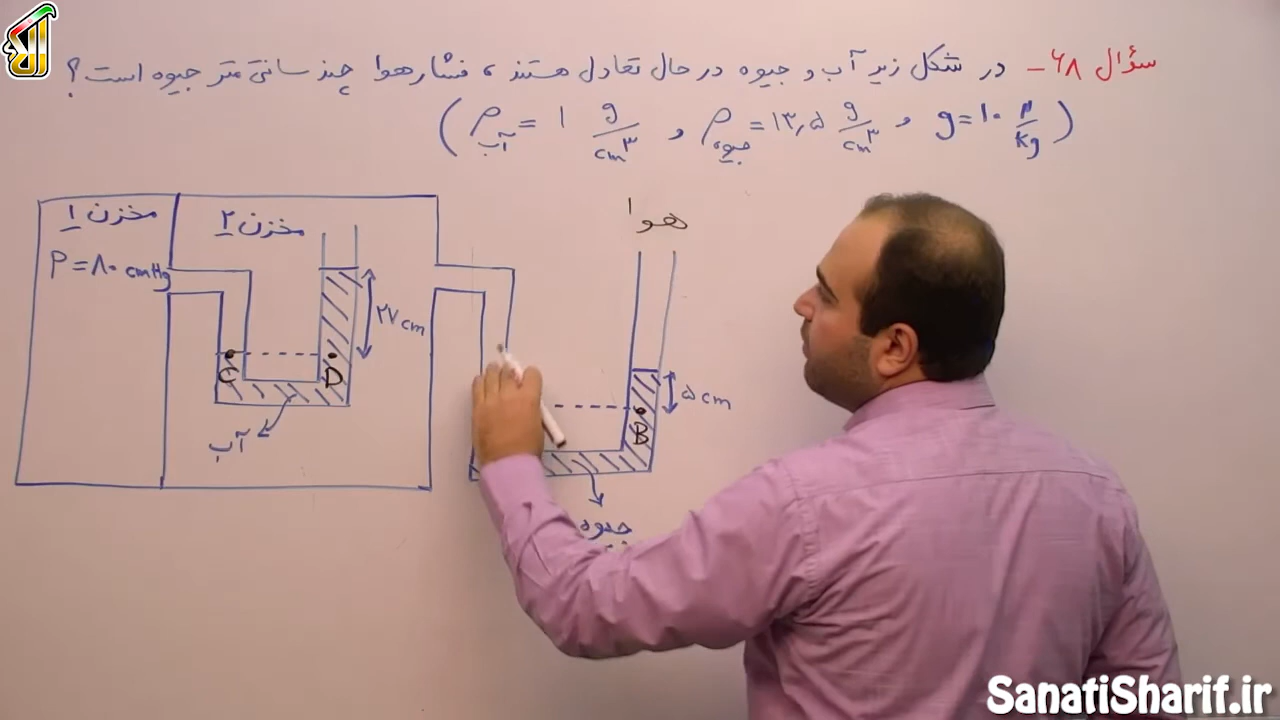 سؤال ۶۸- در شکل زیر آب و جیوه در حال تعادل هستند، فشار هوا چند سانتی متر جیوه است؟
(ρآب = ۱ g/cm³ و ρجیوه = ۱۳٫۵ g/cm³ و g = ۱۰ N/kg)
مخزن ۱
P = ۸۰ cmHg
مخزن ۲
۲۷ cm
C
D
آب
هوا
۵ cm
B
جیوه
SanatiSharif.ir